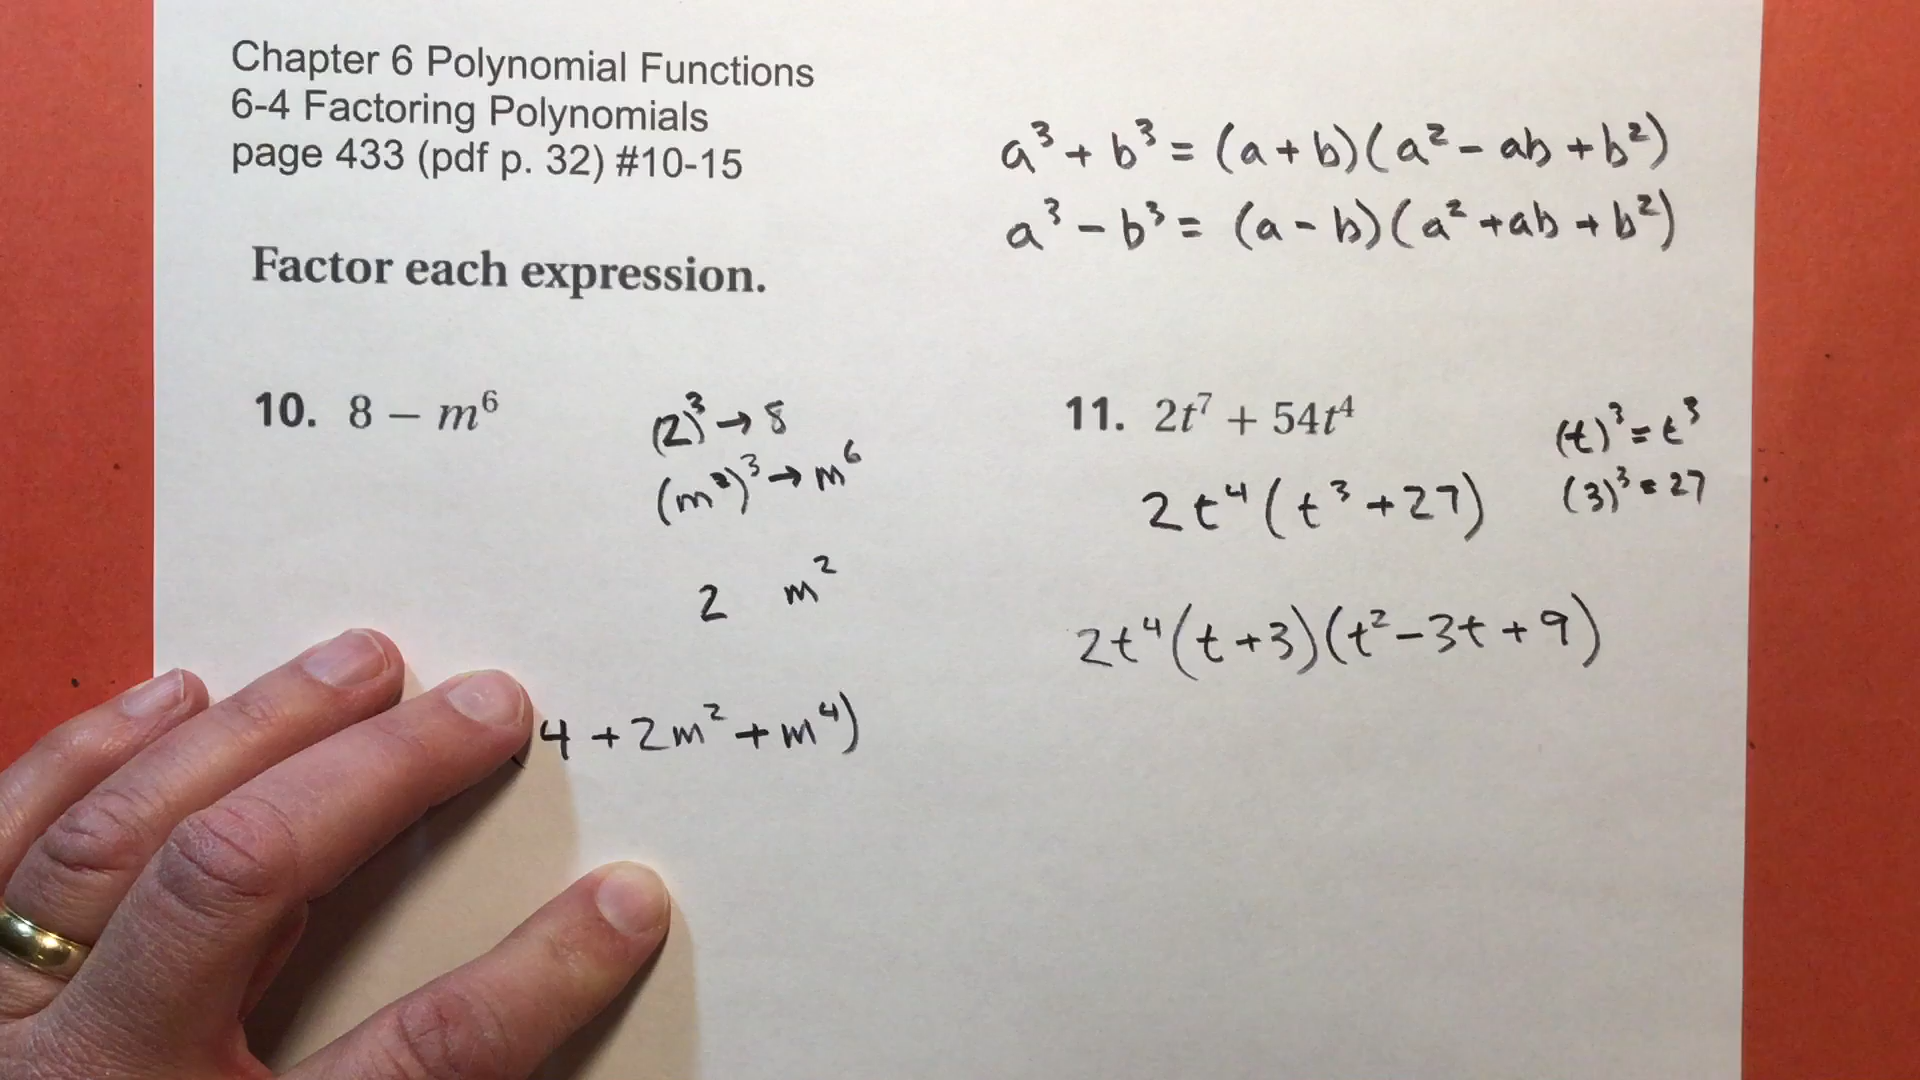 Chapter 6 Polynomial Functions
6-4 Factoring Polynomials
page 433 (pdf p. 32) #10-15
a³ + b³ = (a + b)(a² - ab + b²)
a³ - b³ = (a - b)(a² + ab + b²)
Factor each expression.
10. 8 − m⁶
(2)³ → 8
(m²)³ → m⁶
2 m²
(4 + 2m² + m⁴)
11. 2t⁷ + 54t⁴
(t)³ = t³
(3)³ = 27
2t⁴(t³ + 27)
2t⁴(t + 3)(t² - 3t + 9)